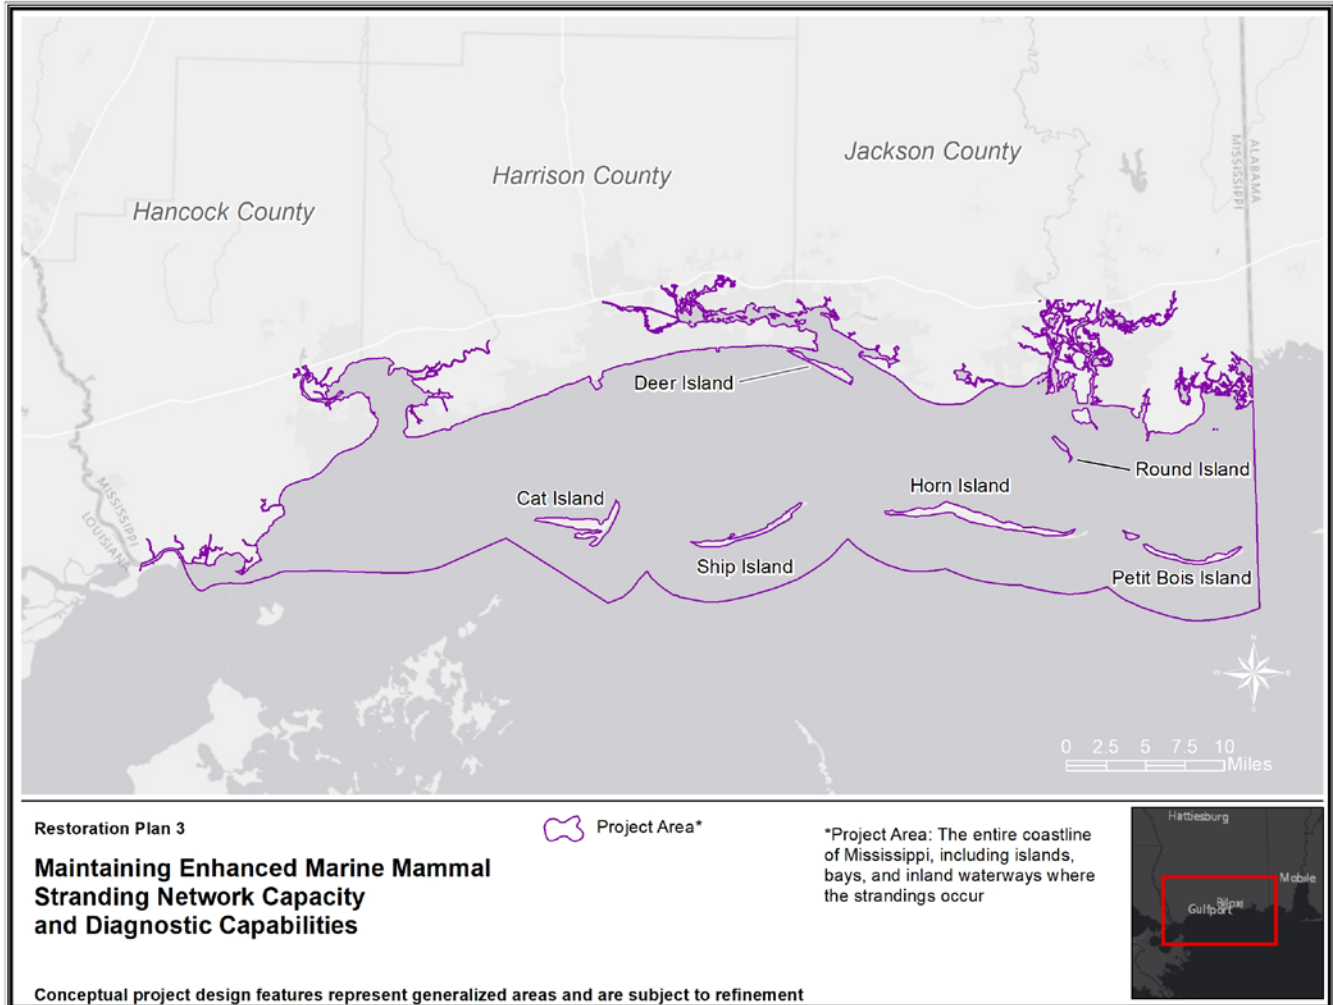 Jackson County
Harrison County
Hancock County
ALABAMA
MISSISSIPPI
Deer Island
Round Island
Horn Island
Cat Island
Ship Island
Petit Bois Island
MISSISSIPPI
LOUISIANA
N
W
E
S
0 2.5 5 7.5 10
Miles
Restoration Plan 3
Maintaining Enhanced Marine Mammal
Stranding Network Capacity
and Diagnostic Capabilities
Project Area*
*Project Area: The entire coastline
of Mississippi, including islands,
bays, and inland waterways where
the strandings occur
Hattiesburg
Mobile
Biloxi
Gulfport
Conceptual project design features represent generalized areas and are subject to refinement